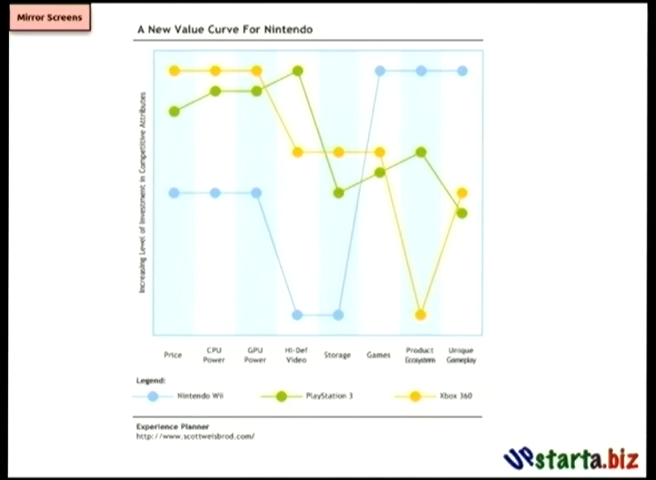 Mirror Screens
A New Value Curve For Nintendo
Increasing Level of Investment in Competitive Attributes
Price
CPU
Power
GPU
Power
Hi-Def
Video
Storage
Games
Product
Ecosystem
Unique
Gameplay
Legend:
Nintendo Wii
PlayStation 3
Xbox 360
Experience Planner
http://www.scottweisbrod.com/
UPstarta.biz